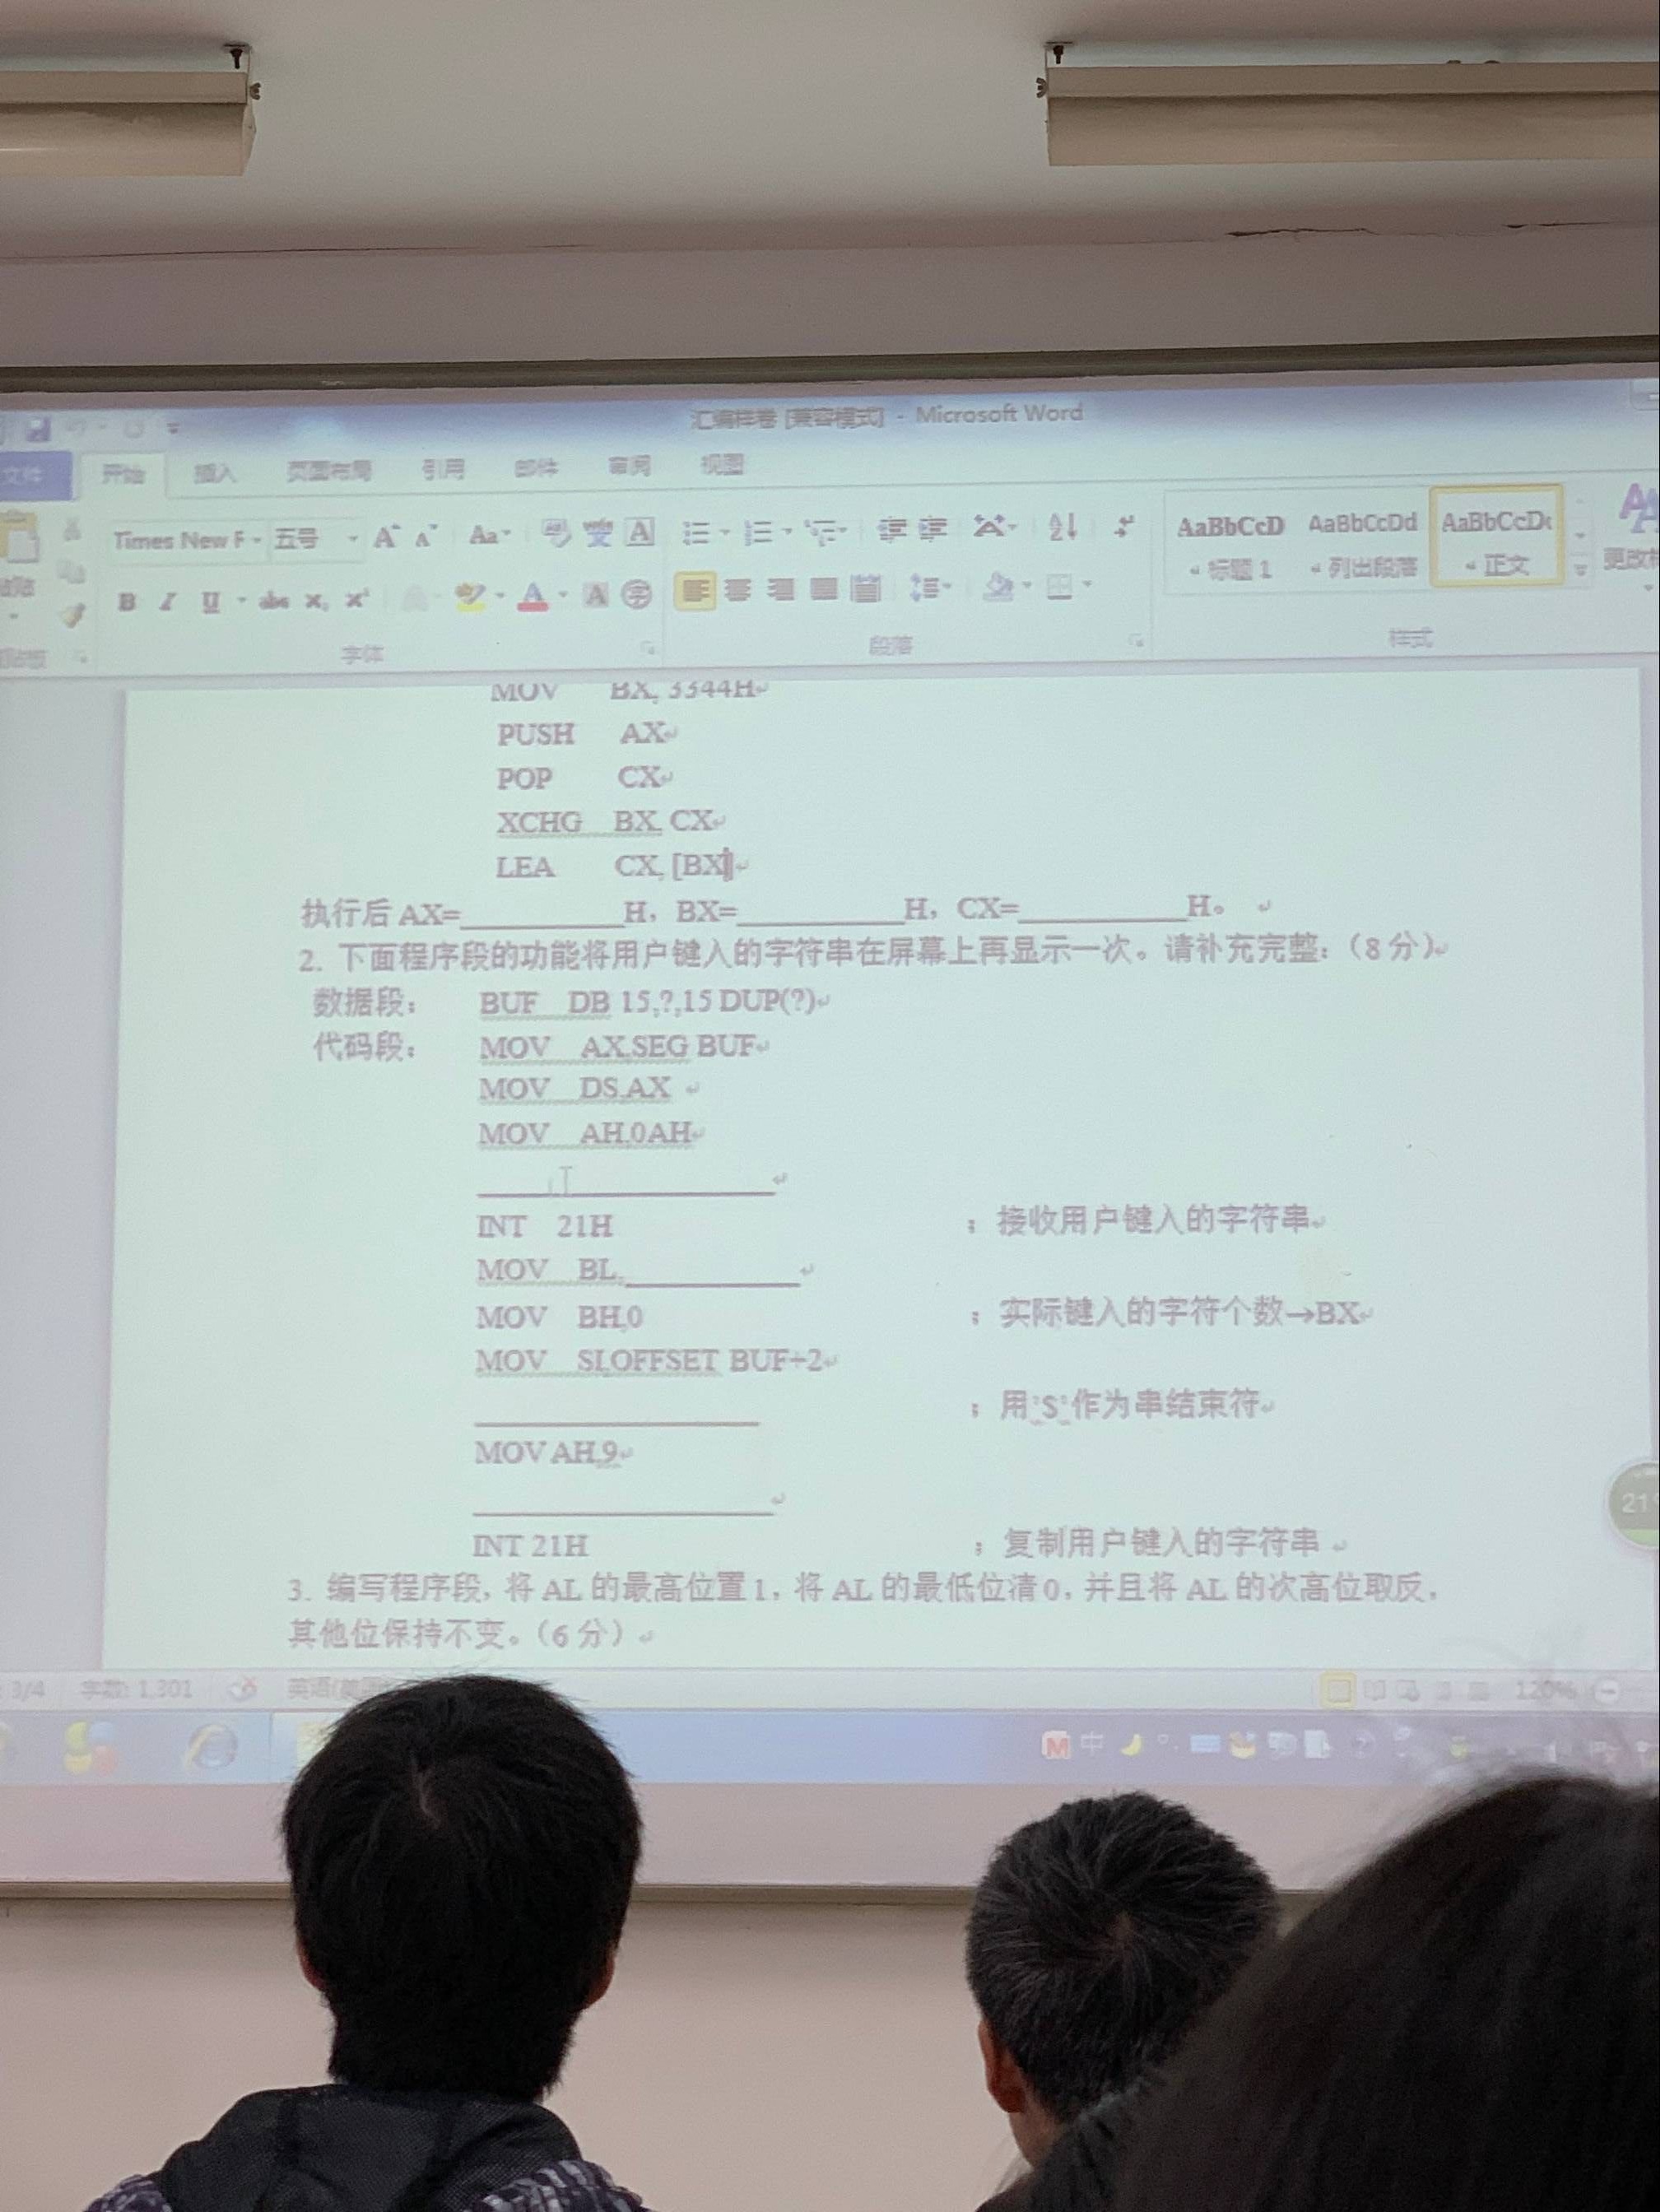 汇编样卷 [兼容模式] - Microsoft Word
文件 开始 插入 页面布局 引用 邮件 审阅 视图
Times New F 五号 Aa A AaBbCcD AaBbCcDd AaBbCcDc
B I U abc 标题 1 列出段落 正文 更改
字体 段落 样式
MOV BX, 3344H
PUSH AX
POP CX
XCHG BX, CX
LEA CX, [BX]
执行后 AX=__________H，BX=__________H，CX=__________H。
2. 下面程序段的功能将用户键入的字符串在屏幕上再显示一次。请补充完整：（8 分）
数据段： BUF DB 15,?,15 DUP(?)
代码段： MOV AX,SEG BUF
MOV DS,AX
MOV AH,0AH
INT 21H ；接收用户键入的字符串
MOV BL,__________
MOV BH,0 ；实际键入的字符个数→BX
MOV SI,OFFSET BUF+2
；用'$'作为串结束符
MOV AH,9
INT 21H ；复制用户键入的字符串
3. 编写程序段，将 AL 的最高位置 1，将 AL 的最低位清 0，并且将 AL 的次高位取反，
其他位保持不变。（6 分）
3/4 字数: 1,301 英语(美国 120%
M 中